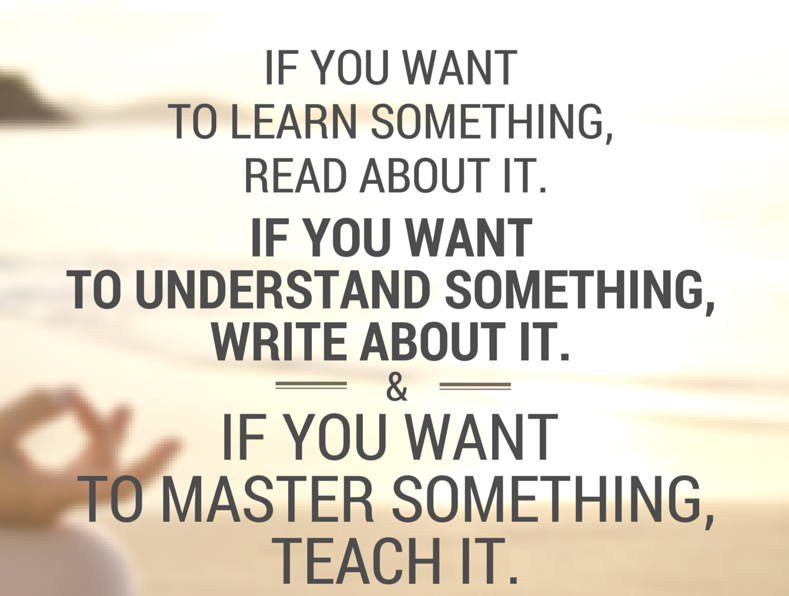 IF YOU WANT
TO LEARN SOMETHING,
READ ABOUT IT.
IF YOU WANT
TO UNDERSTAND SOMETHING,
WRITE ABOUT IT.
&
IF YOU WANT
TO MASTER SOMETHING,
TEACH IT.